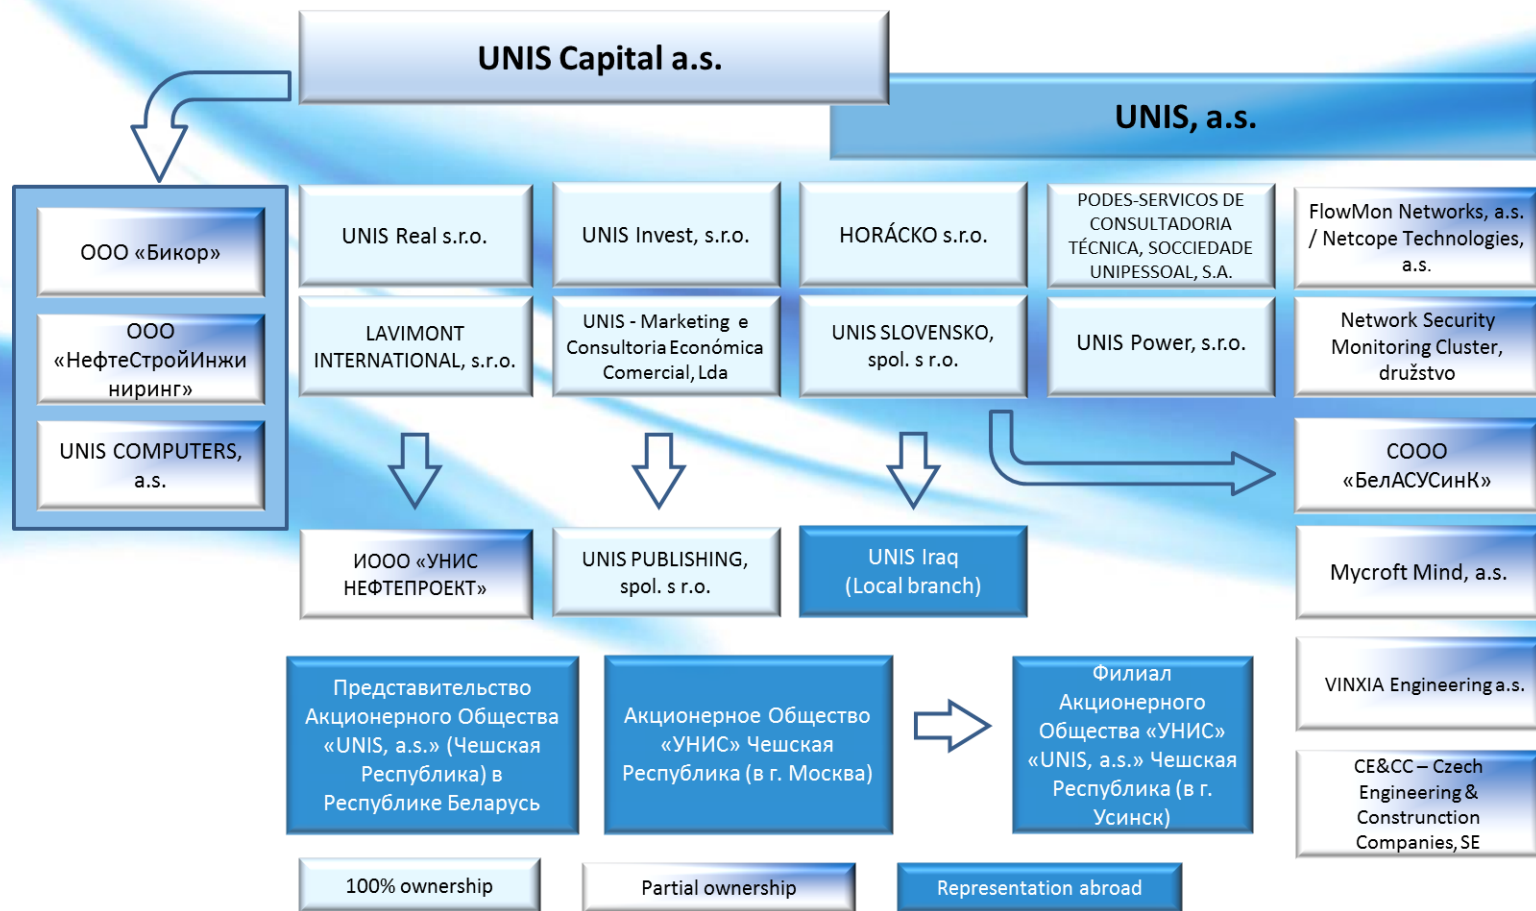 UNIS Capital a.s.
UNIS, a.s.
ООО «Бикор»
ООО
«НефтеСтройИнжи
ниринг»
UNIS COMPUTERS,
a.s.
UNIS Real s.r.o.
UNIS Invest, s.r.o.
HORÁCKO s.r.o.
PODES-SERVICOS DE
CONSULTADORIA
TÉCNICA, SOCCIEDADE
UNIPESSOAL, S.A.
FlowMon Networks, a.s.
/ Netcope Technologies,
a.s.
LAVIMONT
INTERNATIONAL, s.r.o.
UNIS - Marketing e
Consultoria Económica
Comercial, Lda
UNIS SLOVENSKO,
spol. s r.o.
UNIS Power, s.r.o.
Network Security
Monitoring Cluster,
družstvo
СООО
«БелАСУСинК»
ИООО «УНИС
НЕФТЕПРОЕКТ»
UNIS PUBLISHING,
spol. s r.o.
UNIS Iraq
(Local branch)
Mycroft Mind, a.s.
VINXIA Engineering a.s.
Представительство
Акционерного Общества
«UNIS, a.s.» (Чешская
Республика) в
Республике Беларусь
Акционерное Общество
«УНИС» Чешская
Республика (в г. Москва)
Филиал
Акционерного
Общества «УНИС»
«UNIS, a.s.» Чешская
Республика (в г.
Усинск)
CE&CC – Czech
Engineering &
Construnction
Companies, SE
100% ownership
Partial ownership
Representation abroad